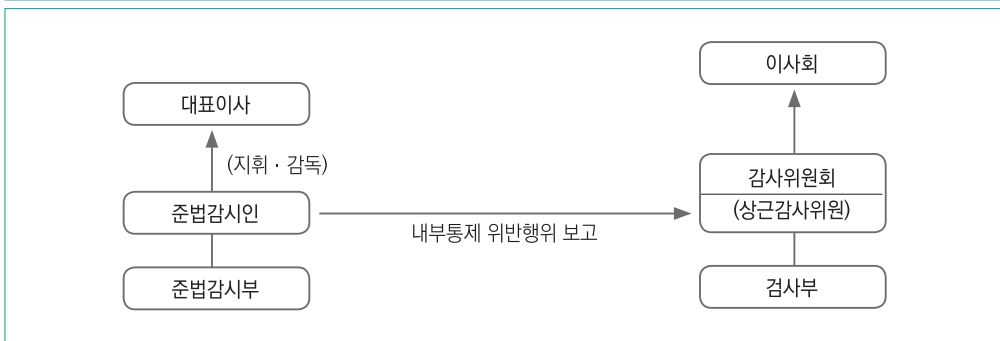 이사회
대표이사
(지휘 · 감독)
감사위원회
(상근감사위원)
준법감시인
내부통제 위반행위 보고
준법감시부
검사부